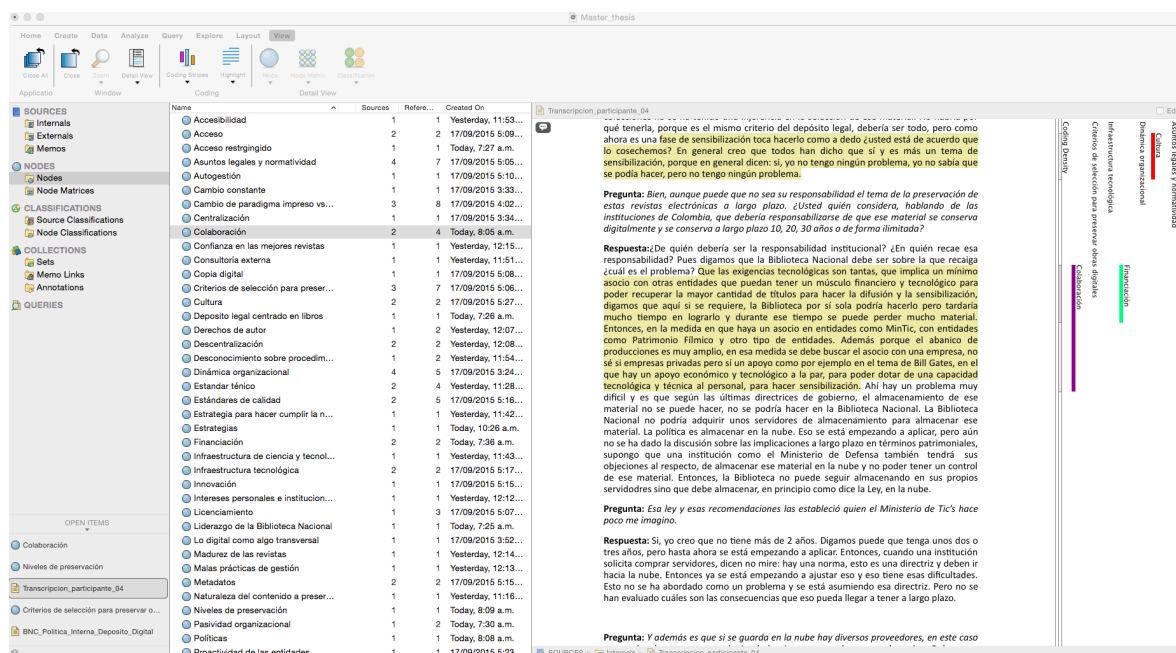 Master_thesis
Home Create Data Analyze Query Explore Layout View
Close All Close Zoom Detail View Coding Stripes Highlight Node Node Matrix Classification
Applicatio Window Coding Detail View
SOURCES
Internals
Externals
Memos
NODES
Nodes
Node Matrices
CLASSIFICATIONS
Source Classifications
Node Classifications
COLLECTIONS
Sets
Memo Links
Annotations
QUERIES
OPEN ITEMS
Colaboración
Niveles de preservación
Transcripcion_participante_04
Criterios de selección para preservar o...
BNC_Politica_Interna_Deposito_Digital
Name Sources Refere... Created On
Accesibilidad 1 1 Yesterday, 11:53...
Acceso 2 2 17/09/2015 5:09...
Acceso restrgingido 1 1 Today, 7:27 a.m.
Asuntos legales y normatividad 4 7 17/09/2015 5:05...
Autogestión 1 1 17/09/2015 5:10...
Cambio constante 1 1 17/09/2015 3:33...
Cambio de paradigma impreso vs... 3 8 17/09/2015 4:02...
Centralización 1 1 17/09/2015 3:34...
Colaboración 2 4 Today, 8:05 a.m.
Confianza en las mejores revistas 1 1 Yesterday, 12:15...
Consultoría externa 1 1 Yesterday, 11:51...
Copia digital 1 1 17/09/2015 5:08...
Criterios de selección para preser... 3 7 17/09/2015 5:06...
Cultura 2 2 17/09/2015 5:27...
Deposito legal centrado en libros 1 1 Today, 7:26 a.m.
Derechos de autor 1 2 Yesterday, 12:07...
Descentralización 2 2 Yesterday, 12:08...
Desconocimiento sobre procedim... 1 2 Yesterday, 11:54...
Dinámica organizacional 4 5 17/09/2015 3:24...
Estandar ténico 2 4 Yesterday, 11:28...
Estándares de calidad 2 5 17/09/2015 5:16...
Estrategia para hacer cumplir la n... 1 1 Yesterday, 11:42...
Estrategias 1 1 Today, 10:26 a.m.
Financiación 2 2 Today, 7:36 a.m.
Infraestructura de ciencia y tecnol... 1 1 Yesterday, 11:43...
Infraestructura tecnológica 2 2 17/09/2015 5:17...
Innovación 1 1 17/09/2015 5:15...
Intereses personales e institucion... 1 1 Yesterday, 12:12...
Licenciamiento 1 3 17/09/2015 5:07...
Liderazgo de la Biblioteca Nacional 1 1 Today, 7:25 a.m.
Lo digital como algo transversal 1 1 17/09/2015 3:52...
Madurez de las revistas 1 1 Yesterday, 12:14...
Malas prácticas de gestión 1 1 Yesterday, 12:13...
Metadatos 2 2 17/09/2015 5:15...
Naturaleza del contenido a preser... 1 1 Yesterday, 11:16...
Niveles de preservación 1 1 Today, 8:09 a.m.
Pasividad organizacional 1 2 Today, 7:30 a.m.
Políticas 1 1 Today, 8:08 a.m.
Proactividad de las entidades 1 1 17/09/2015 5:23
Transcripcion_participante_04
Edi
qué tenerla, porque es el mismo criterio del depósito legal, debería ser todo, pero como
ahora es una fase de sensibilización toca hacerlo como a dedo ¿usted está de acuerdo que
lo cosechemos? En general creo que todos han dicho que sí y es más un tema de
sensibilización, porque en general dicen: si, yo no tengo ningún problema, yo no sabía que
se podía hacer, pero no tengo ningún problema.
Pregunta: Bien, aunque puede que no sea su responsabilidad el tema de la preservación de
estas revistas electrónicas a largo plazo. ¿Usted quién considera, hablando de las
instituciones de Colombia, que debería responsabilizarse de que ese material se conserva
digitalmente y se conserva a largo plazo 10, 20, 30 años o de forma ilimitada?
Respuesta:¿De quién debería ser la responsabilidad institucional? ¿En quién recae esa
responsabilidad? Pues digamos que la Biblioteca Nacional debe ser sobre la que recaiga
¿cuál es el problema? Que las exigencias tecnológicas son tantas, que implica un mínimo
asocio con otras entidades que puedan tener un músculo financiero y tecnológico para
poder recuperar la mayor cantidad de títulos para hacer la difusión y la sensibilización,
digamos que aquí si se requiere, la Biblioteca por sí sola podría hacerlo pero tardaría
mucho tiempo en lograrlo y durante ese tiempo se puede perder mucho material.
Entonces, en la medida en que haya un asocio en entidades como MinTic, con entidades
como Patrimonio Fílmico y otro tipo de entidades. Además porque el abanico de
producciones es muy amplio, en esa medida se debe buscar el asocio con una empresa, no
sé si empresas privadas pero sí un apoyo como por ejemplo en el tema de Bill Gates, en el
que hay un apoyo económico y tecnológico a la par, para poder dotar de una capacidad
tecnológica y técnica al personal, para hacer sensibilización. Ahí hay un problema muy
difícil y es que según las últimas directrices de gobierno, el almacenamiento de ese
material no se puede hacer, no se podría hacer en la Biblioteca Nacional. La Biblioteca
Nacional no podría adquirir unos servidores de almacenamiento para almacenar ese
material. La política es almacenar en la nube. Eso se está empezando a aplicar, pero aún
no se ha dado la discusión sobre las implicaciones a largo plazo en términos patrimoniales,
supongo que una institución como el Ministerio de Defensa también tendrá sus
objeciones al respecto, de almacenar ese material en la nube y no poder tener un control
de ese material. Entonces, la Biblioteca no puede seguir almacenando en sus propios
servidodres sino que debe almacenar, en principio como dice la Ley, en la nube.
Pregunta: Esa ley y esas recomendaciones las estableció quien el Ministerio de Tic's hace
poco me imagino.
Respuesta: Si, yo creo que no tiene más de 2 años. Digamos puede que tenga unos dos o
tres años, pero hasta ahora se está empezando a aplicar. Entonces, cuando una institución
solicita comprar servidores, dicen no mire: hay una norma, esto es una directriz y deben ir
hacia la nube. Entonces ya se está empezando a ajustar eso y eso tiene esas dificultades.
Esto no se ha abordado como un problema y se está asumiendo esa directriz. Pero no se
han evaluado cuáles son las consecuencias que eso pueda llegar a tener a largo plazo.
Pregunta: Y además es que si se guarda en la nube hay diversos proveedores, en este caso
Coding Density
Colaboración
Criterios de selección para preservar obras digitales
Infraestructura tecnológica
Financiación
Dinámica organizacional
Cultura
Asuntos legales y normatividad
SOURCES Internals Transcripcion_participante_04